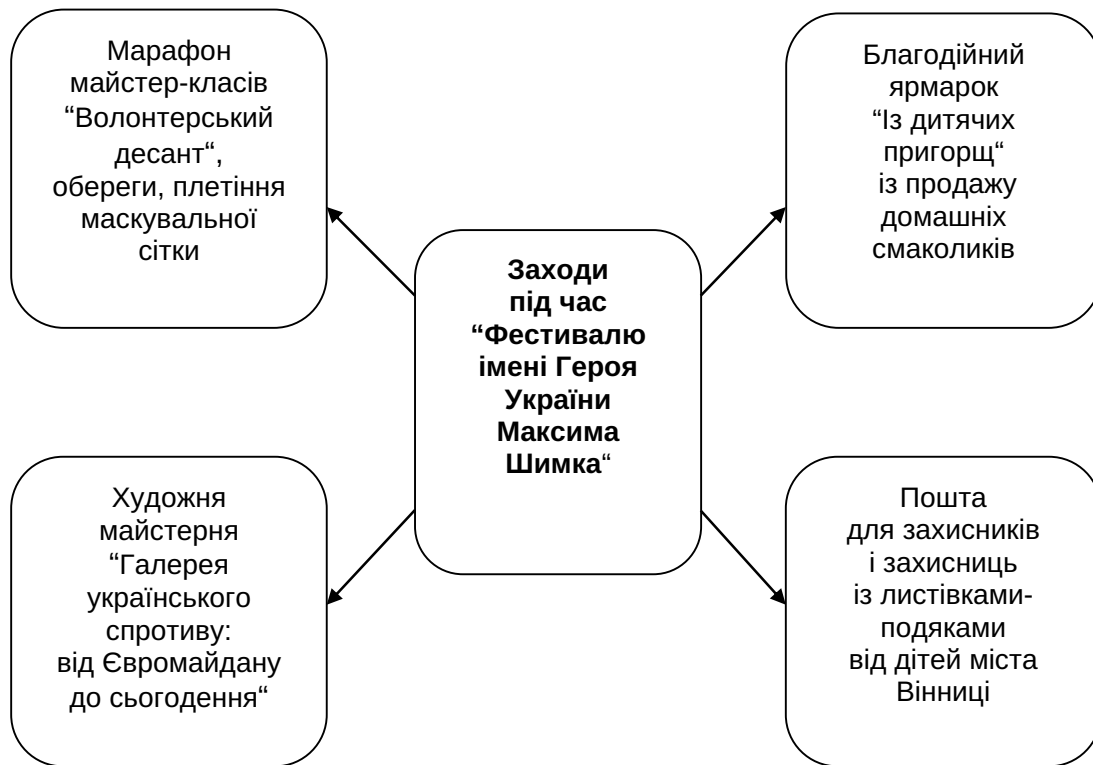 Марафон
майстер-класів
“Волонтерський
десант“,
обереги, плетіння
маскувальної
сітки
Благодійний
ярмарок
“Із дитячих
пригорщ“
із продажу
домашніх
смаколиків
Заходи
під час
“Фестивалю
імені Героя
України
Максима
Шимка“
Художня
майстерня
“Галерея
українського
спротиву:
від Євромайдану
до сьогодення“
Пошта
для захисників
і захисниць
із листівками-
подяками
від дітей міста
Вінниці